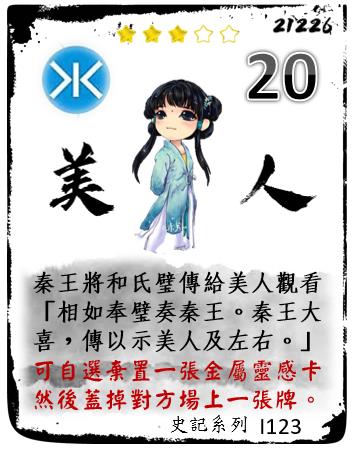 21226
20
美人
秦王將和氏璧傳給美人觀看
「相如奉璧奏秦王。秦王大
喜，傳以示美人及左右。」
可自選棄置一張金屬靈感卡
然後蓋掉對方場上一張牌。
史記系列 I123